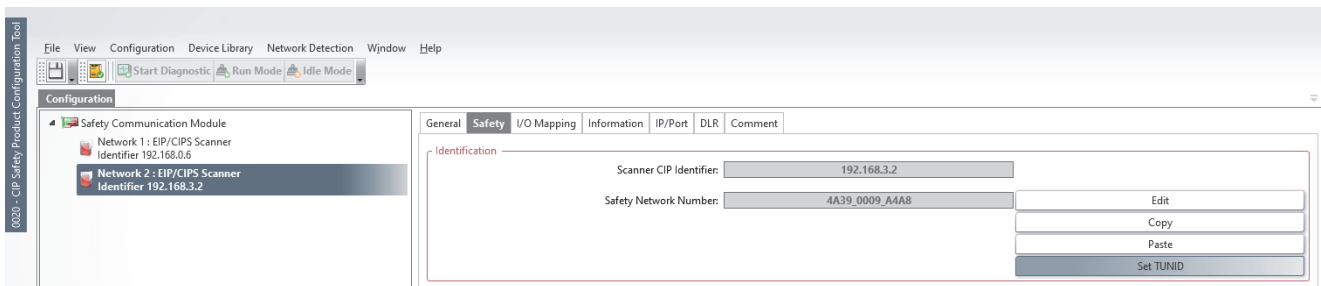 0020 - CIP Safety Product Configuration Tool
File View Configuration Device Library Network Detection Window Help
Start Diagnostic Run Mode Idle Mode
Configuration
Safety Communication Module
Network 1 : EIP/CIPS Scanner
Identifier 192.168.0.6
Network 2 : EIP/CIPS Scanner
Identifier 192.168.3.2
General Safety I/O Mapping Information IP/Port DLR Comment
Identification
Scanner CIP Identifier: 192.168.3.2
Safety Network Number: 4A39_0009_A4A8 Edit
Copy
Paste
Set TUNID